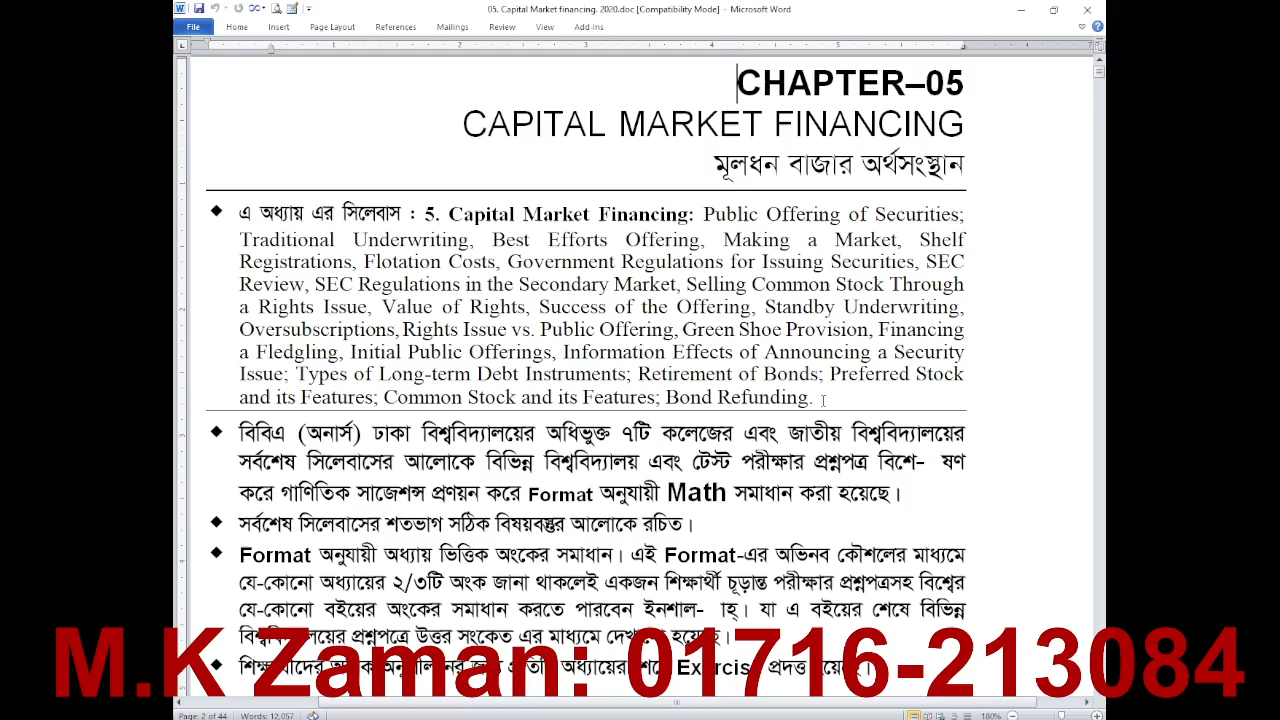 05. Capital Market financing. 2020.doc [Compatibility Mode] - Microsoft Word
File Home Insert Page Layout References Mailings Review View Add-Ins
CHAPTER–05
CAPITAL MARKET FINANCING
মূলধন বাজার অর্থসংস্থান
◆ এ অধ্যায় এর সিলেবাস : 5. Capital Market Financing: Public Offering of Securities;
Traditional Underwriting, Best Efforts Offering, Making a Market, Shelf
Registrations, Flotation Costs, Government Regulations for Issuing Securities, SEC
Review, SEC Regulations in the Secondary Market, Selling Common Stock Through
a Rights Issue, Value of Rights, Success of the Offering, Standby Underwriting,
Oversubscriptions, Rights Issue vs. Public Offering, Green Shoe Provision, Financing
a Fledgling, Initial Public Offerings, Information Effects of Announcing a Security
Issue; Types of Long-term Debt Instruments; Retirement of Bonds; Preferred Stock
and its Features; Common Stock and its Features; Bond Refunding.
◆ বিবিএ (অনার্স) ঢাকা বিশ্ববিদ্যালয়ের অধিভুক্ত ৭টি কলেজের এবং জাতীয় বিশ্ববিদ্যালয়ের
সর্বশেষ সিলেবাসের আলোকে বিভিন্ন বিশ্ববিদ্যালয় এবং টেস্ট পরীক্ষার প্রশ্নপত্র বিশে- ষণ
করে গাণিতিক সাজেশন্স প্রণয়ন করে Format অনুযায়ী Math সমাধান করা হয়েছে।
◆ সর্বশেষ সিলেবাসের শতভাগ সঠিক বিষয়বস্তুর আলোকে রচিত।
◆ Format অনুযায়ী অধ্যায় ভিত্তিক অংকের সমাধান। এই Format-এর অভিনব কৌশলের মাধ্যমে
যে-কোনো অধ্যায়ের ২/৩টি অংক জানা থাকলেই একজন শিক্ষার্থী চূড়ান্ত পরীক্ষার প্রশ্নপত্রসহ বিশ্বের
যে-কোনো বইয়ের অংকের সমাধান করতে পারবেন ইনশাল- াহ্। যা এ বইয়ের শেষে বিভিন্ন
বিশ্ববিদ্যালয়ের প্রশ্নপত্রে উত্তর সংকেত এর মাধ্যমে দেখানো হয়েছে।
M.K Zaman: 01716-213084
Page: 2 of 44 Words: 12,057 180%